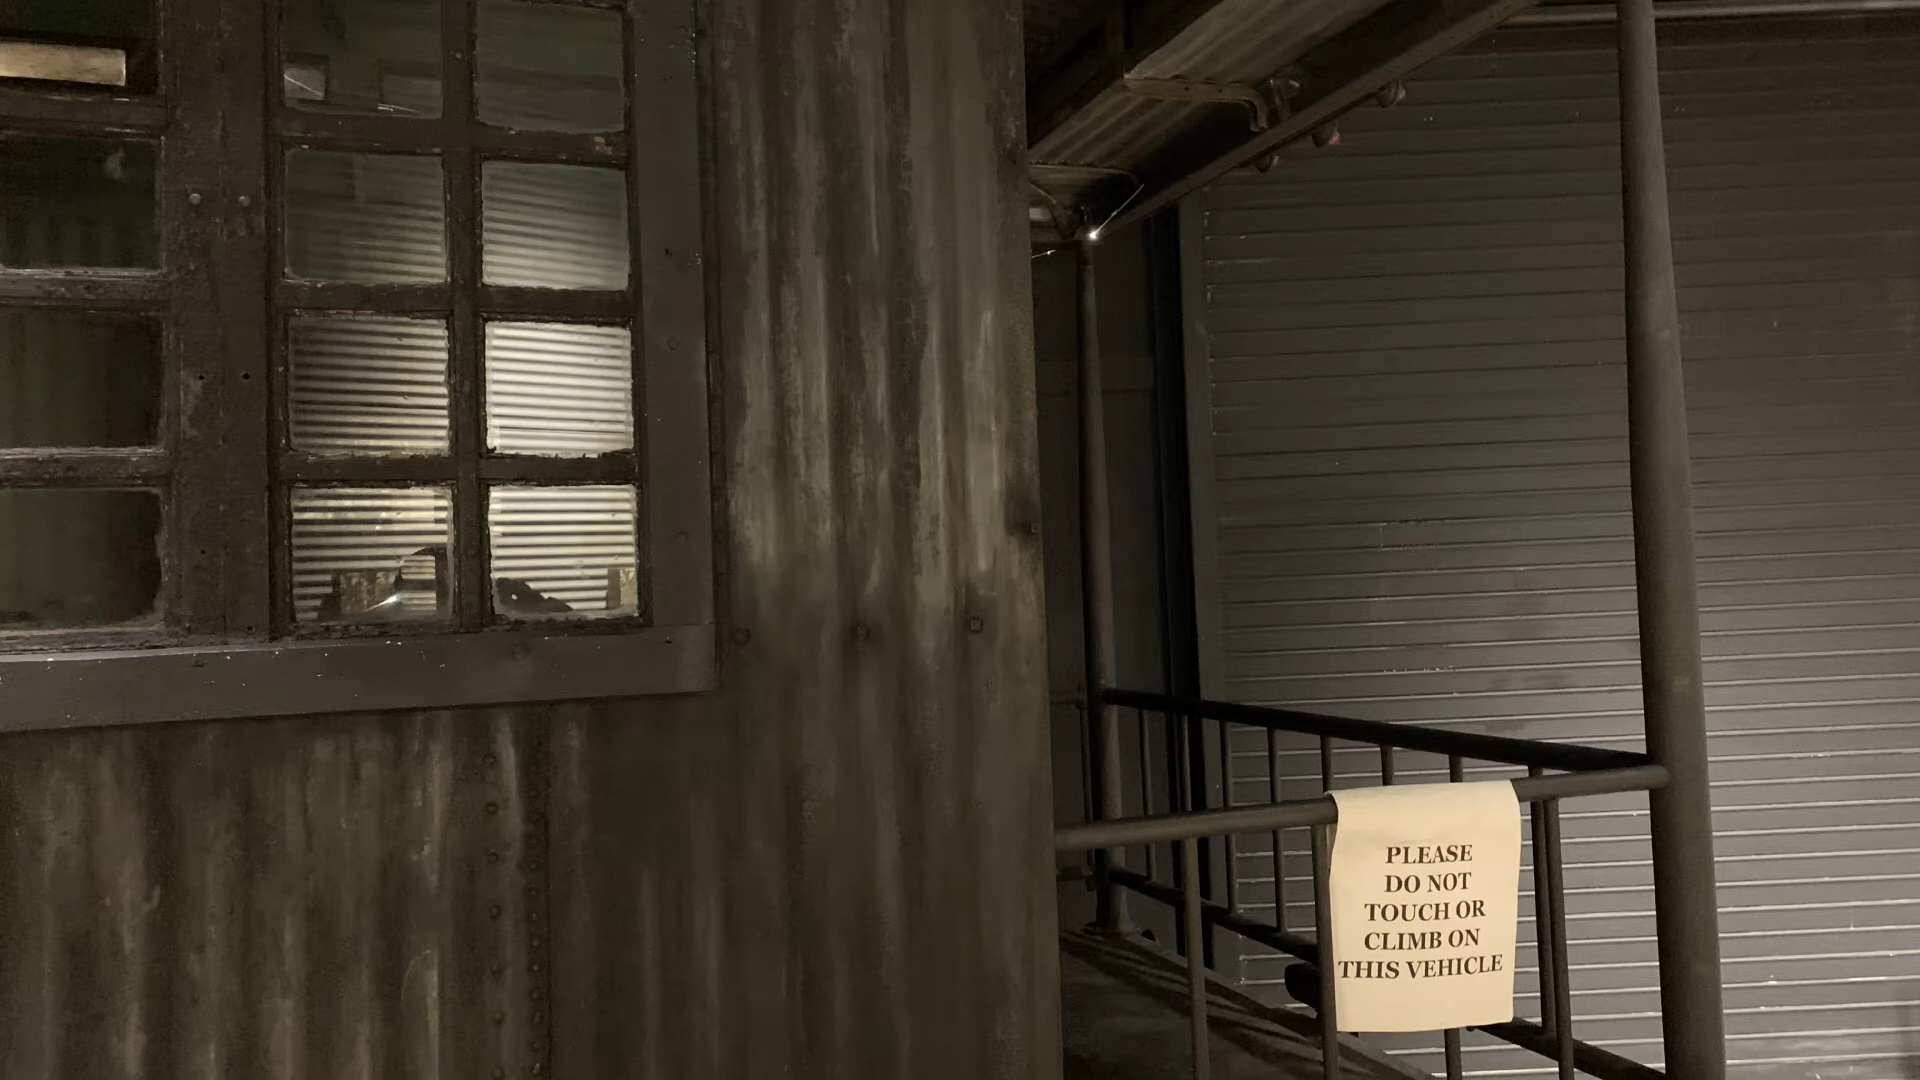 PLEASE
DO NOT
TOUCH OR
CLIMB ON
THIS VEHICLE